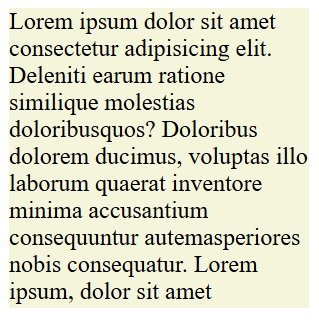 Lorem ipsum dolor sit amet
consectetur adipisicing elit.
Deleniti earum ratione
similique molestias
doloribusquos? Doloribus
dolorem ducimus, voluptas illo
laborum quaerat inventore
minima accusantium
consequuntur autemasperiores
nobis consequatur. Lorem
ipsum, dolor sit amet